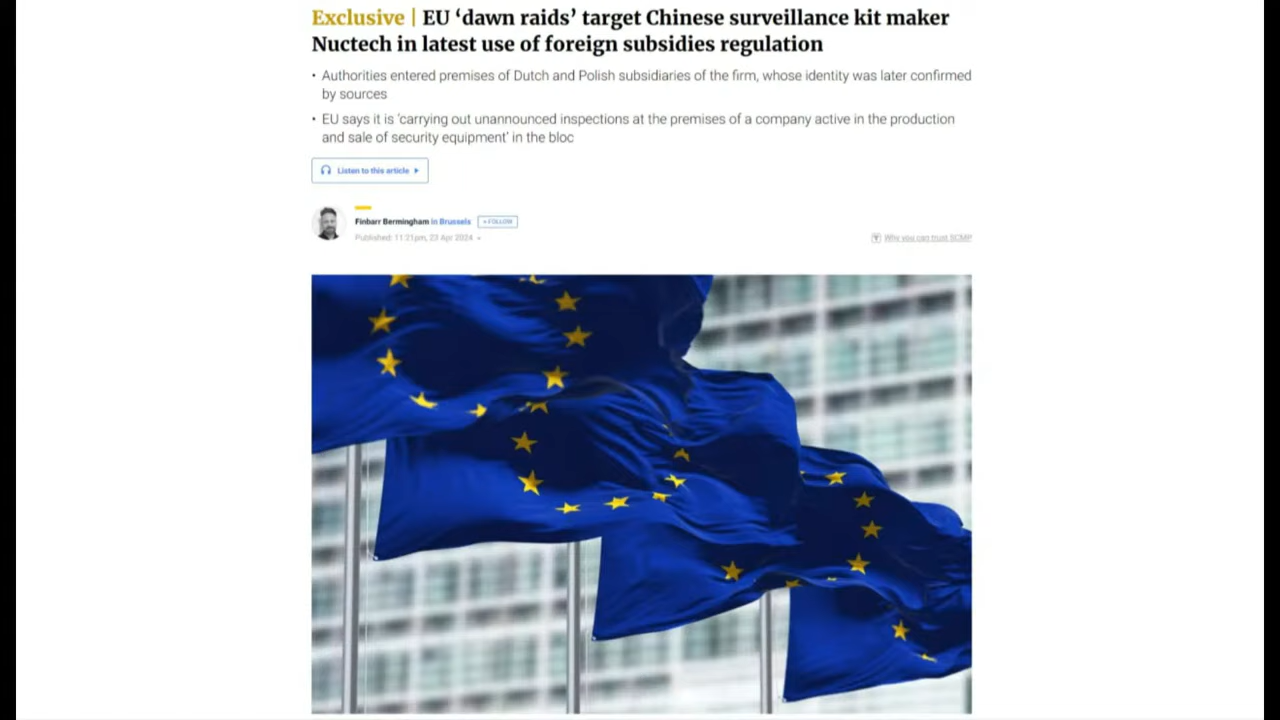 Exclusive | EU ‘dawn raids’ target Chinese surveillance kit maker
Nuctech in latest use of foreign subsidies regulation
• Authorities entered premises of Dutch and Polish subsidiaries of the firm, whose identity was later confirmed
by sources
• EU says it is ‘carrying out unannounced inspections at the premises of a company active in the production
and sale of security equipment’ in the bloc
Listen to this article
Finbarr Bermingham in Brussels + FOLLOW
Published: 11:21pm, 23 Apr 2024
Why you can trust SCMP